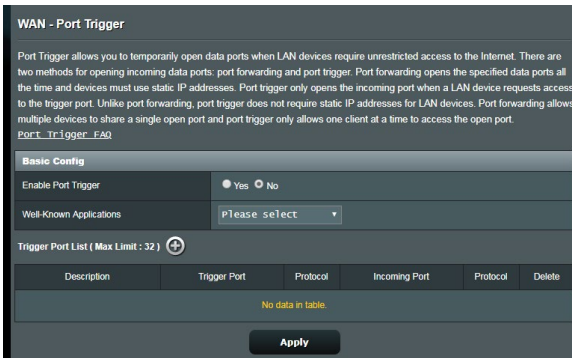 WAN - Port Trigger
Port Trigger allows you to temporarily open data ports when LAN devices require unrestricted access to the Internet. There are
two methods for opening incoming data ports: port forwarding and port trigger. Port forwarding opens the specified data ports all
the time and devices must use static IP addresses. Port trigger only opens the incoming port when a LAN device requests access
to the trigger port. Unlike port forwarding, port trigger does not require static IP addresses for LAN devices. Port forwarding allows
multiple devices to share a single open port and port trigger only allows one client at a time to access the open port.
Port Trigger FAQ
Basic Config
Enable Port Trigger Yes No
Well-Known Applications Please select
Trigger Port List ( Max Limit : 32 )
Description Trigger Port Protocol Incoming Port Protocol Delete
No data in table.
Apply